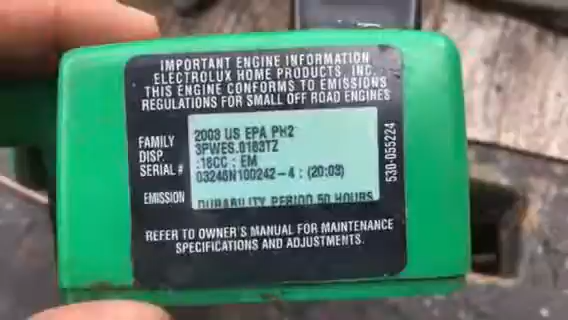 IMPORTANT ENGINE INFORMATION
ELECTROLUX HOME PRODUCTS, INC.
THIS ENGINE CONFORMS TO EMISSIONS
REGULATIONS FOR SMALL OFF ROAD ENGINES
2003 US EPA PH2
FAMILY 3PWES.0183TZ
DISP. :18CC : EM
SERIAL # 03246N100242-4 : (20:03)
EMISSION DURABILITY PERIOD 50 HOURS
530-055224
REFER TO OWNER'S MANUAL FOR MAINTENANCE
SPECIFICATIONS AND ADJUSTMENTS.